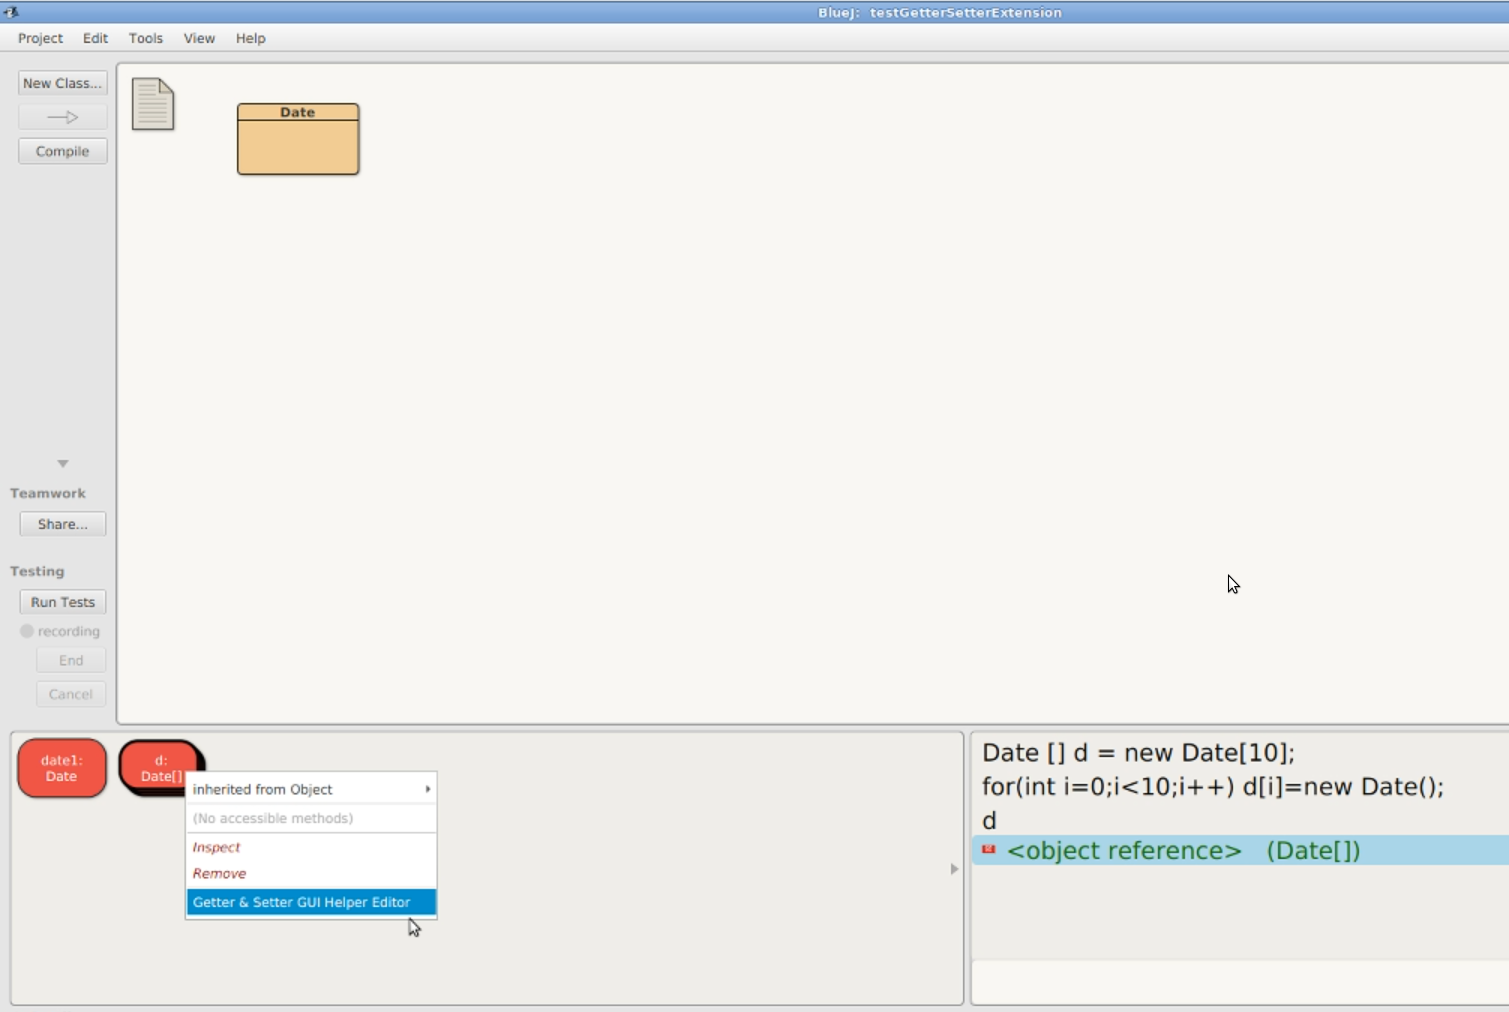 BlueJ: testGetterSetterExtension
Project Edit Tools View Help
New Class...
Compile
Date
Teamwork
Share...
Testing
Run Tests
recording
End
Cancel
date1:
Date
d:
Date[]
inherited from Object
(No accessible methods)
Inspect
Remove
Getter & Setter GUI Helper Editor
Date [] d = new Date[10];
for(int i=0;i<10;i++) d[i]=new Date();
d
<object reference> (Date[])